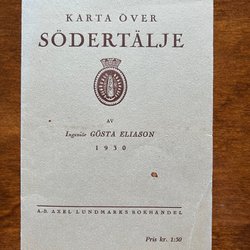 KARTA ÖVER
SÖDERTÄLJE
AV
Ingeniör GÖSTA ELIASON
1930
A.-B. AXEL LUNDMARKS BOKHANDEL
Pris kr. 1:50